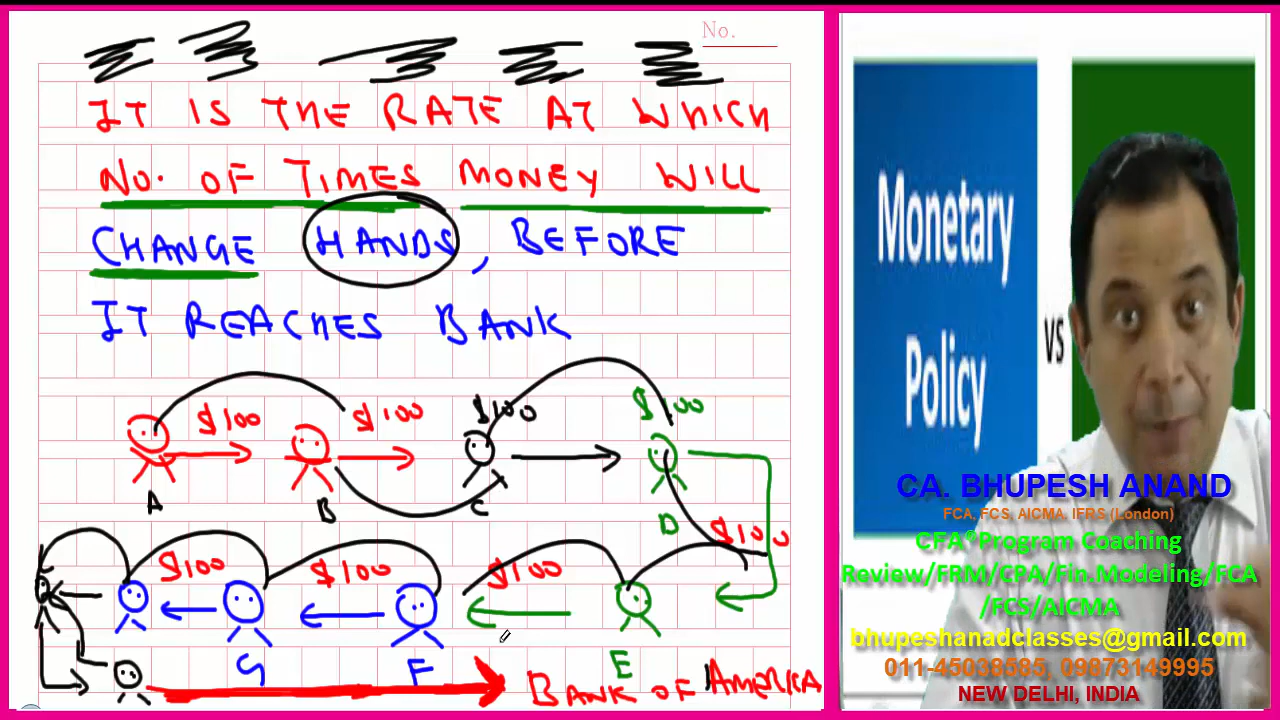 No.
IT IS THE RATE AT WHICH
NO. OF TIMES MONEY WILL
CHANGE HANDS, BEFORE
IT REACHES BANK
$100 $100 $100 $100
A B C D
$100
$100 $100 $100
G F E
BANK OF AMERICA
Monetary
Policy
VS
CA. BHUPESH ANAND
FCA, FCS, AICMA, IFRS (London)
CFA®Program Coaching
Review/FRM/CPA/Fin.Modeling/FCA
/FCS/AICMA
bhupeshanadclasses@gmail.com
011-45038585, 09873149995
NEW DELHI, INDIA